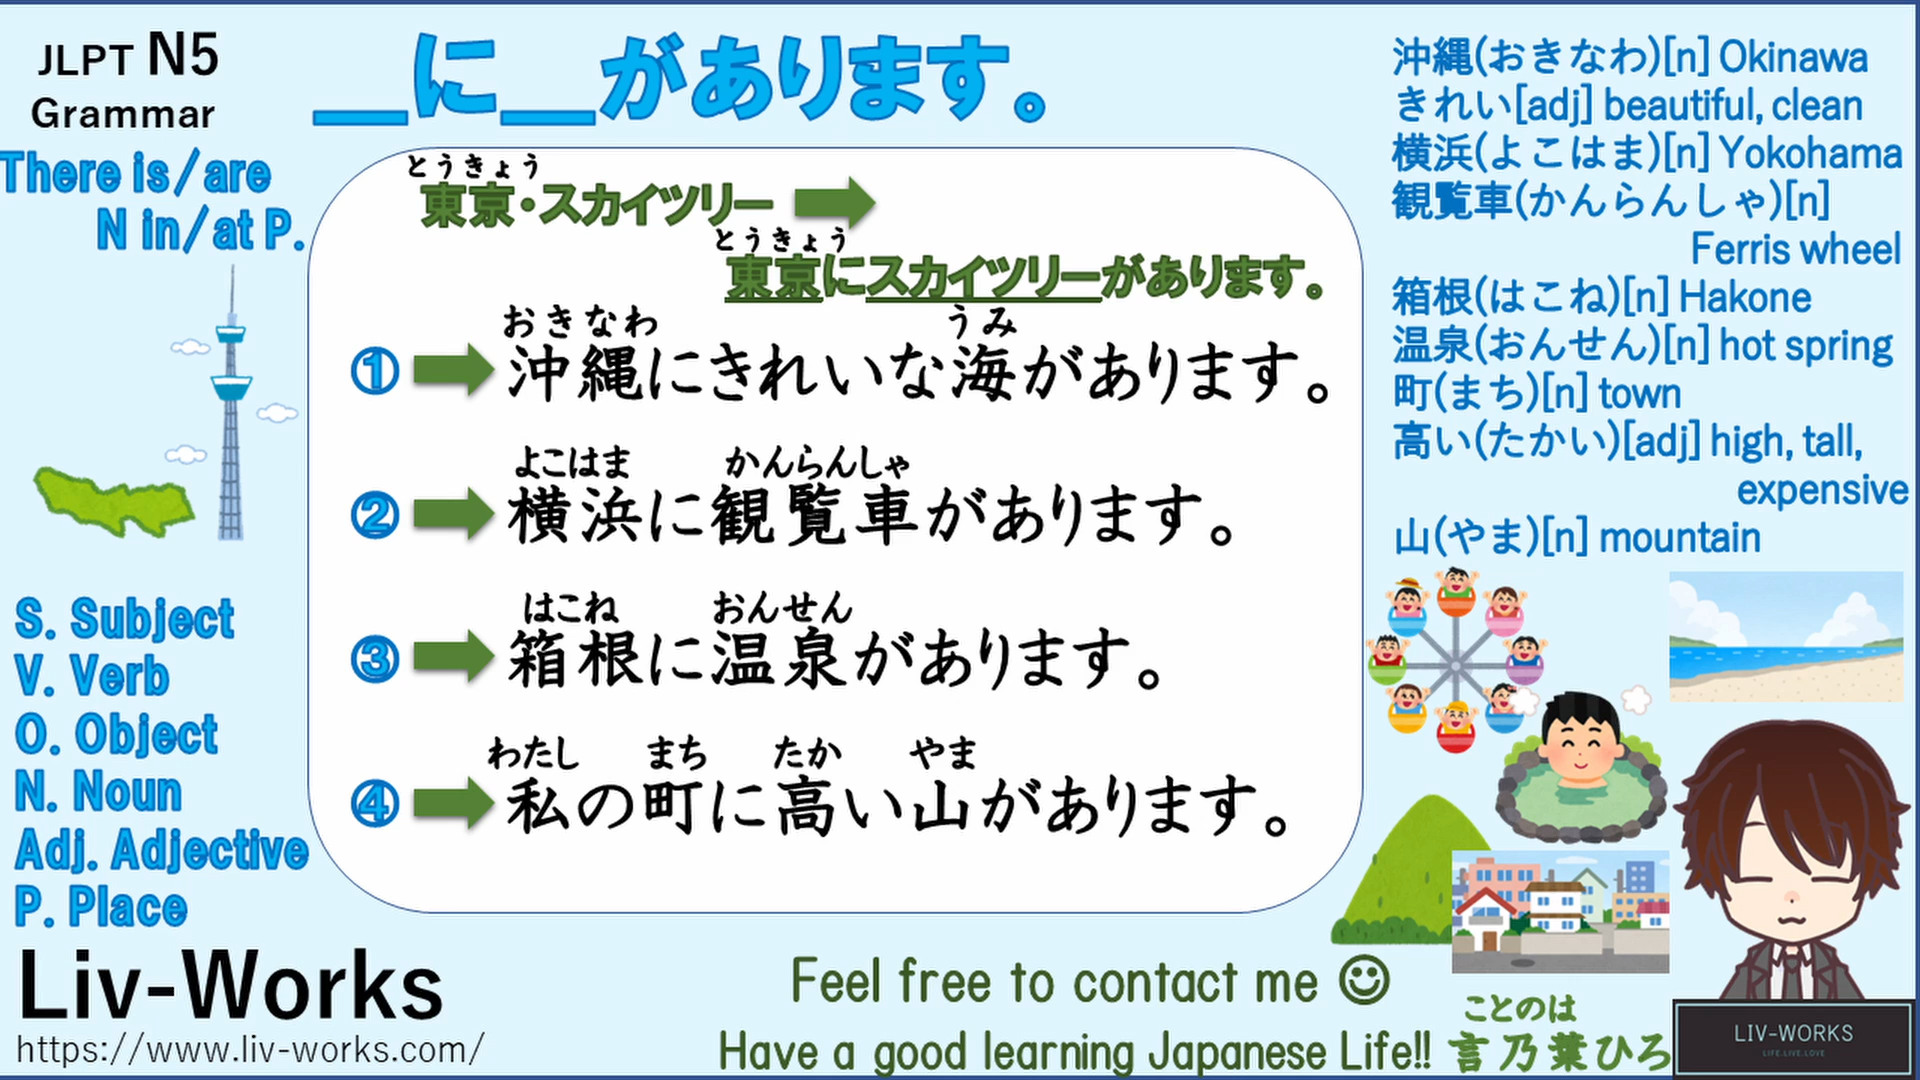 JLPT N5
Grammar
There is/are
N in/at P.
__に__があります。
とうきょう
東京・スカイツリー
とうきょう
東京にスカイツリーがあります。
おきなわ うみ
① 沖縄にきれいな海があります。
よこはま かんらんしゃ
② 横浜に観覧車があります。
はこね おんせん
③ 箱根に温泉があります。
わたし まち たか やま
④ 私の町に高い山があります。
沖縄(おきなわ)[n] Okinawa
きれい[adj] beautiful, clean
横浜(よこはま)[n] Yokohama
観覧車(かんらんしゃ)[n]
Ferris wheel
箱根(はこね)[n] Hakone
温泉(おんせん)[n] hot spring
町(まち)[n] town
高い(たかい)[adj] high, tall,
expensive
山(やま)[n] mountain
S. Subject
V. Verb
O. Object
N. Noun
Adj. Adjective
P. Place
Liv-Works
https://www.liv-works.com/
Feel free to contact me ☺
Have a good learning Japanese Life!!
ことのは
言乃葉ひろ
LIV-WORKS
LIFE.LIVE.LOVE